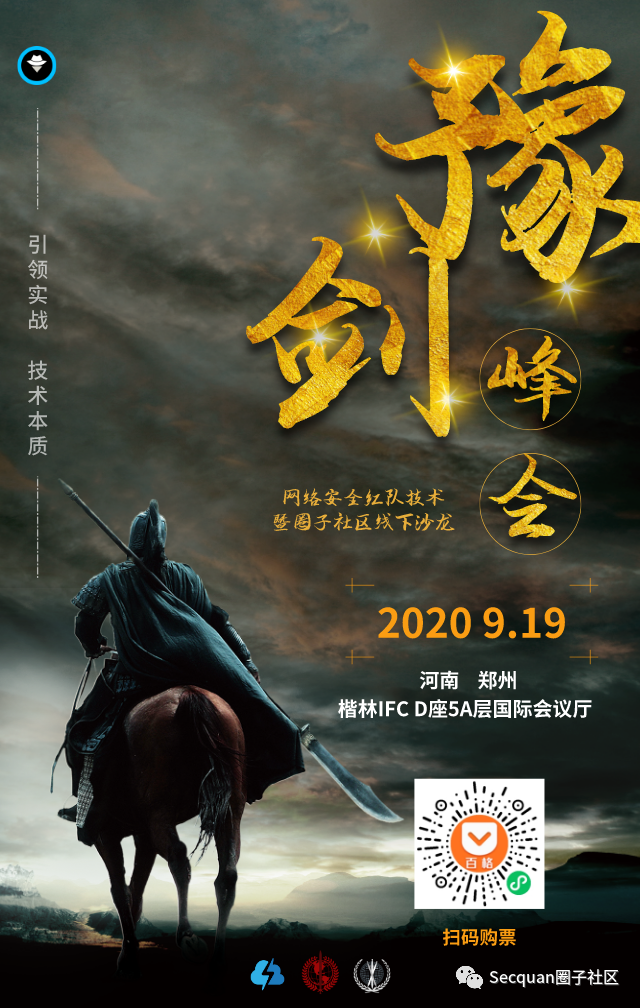 豫剑
峰会
引领实战 技术本质
网络安全红队技术
暨圈子社区线下沙龙
2020 9.19
河南 郑州
楷林IFC D座5A层国际会议厅
百格
扫码购票
Secquan圈子社区